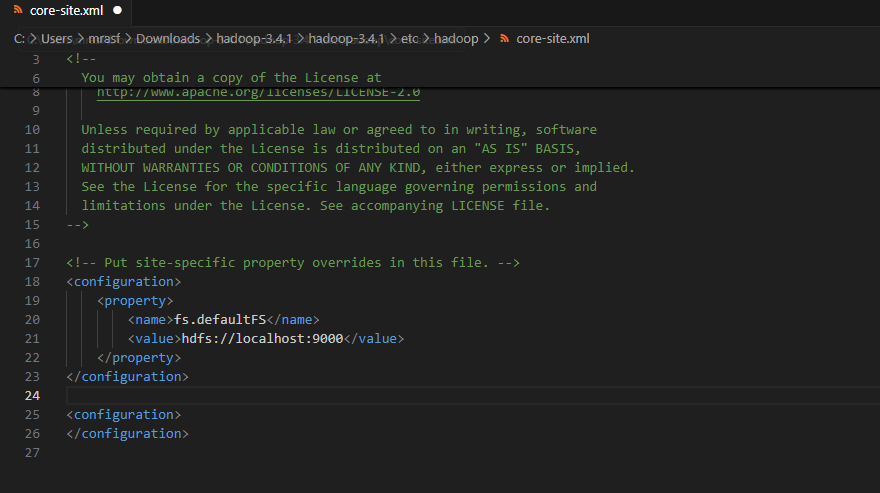 core-site.xml
C: > Users > mrasf > Downloads > hadoop-3.4.1 > hadoop-3.4.1 > etc > hadoop > core-site.xml
3 <!--
6 You may obtain a copy of the License at
8 http://www.apache.org/licenses/LICENSE-2.0
9
10 Unless required by applicable law or agreed to in writing, software
11 distributed under the License is distributed on an "AS IS" BASIS,
12 WITHOUT WARRANTIES OR CONDITIONS OF ANY KIND, either express or implied.
13 See the License for the specific language governing permissions and
14 limitations under the License. See accompanying LICENSE file.
15 -->
16
17 <!-- Put site-specific property overrides in this file. -->
18 <configuration>
19 <property>
20 <name>fs.defaultFS</name>
21 <value>hdfs://localhost:9000</value>
22 </property>
23 </configuration>
24
25 <configuration>
26 </configuration>
27